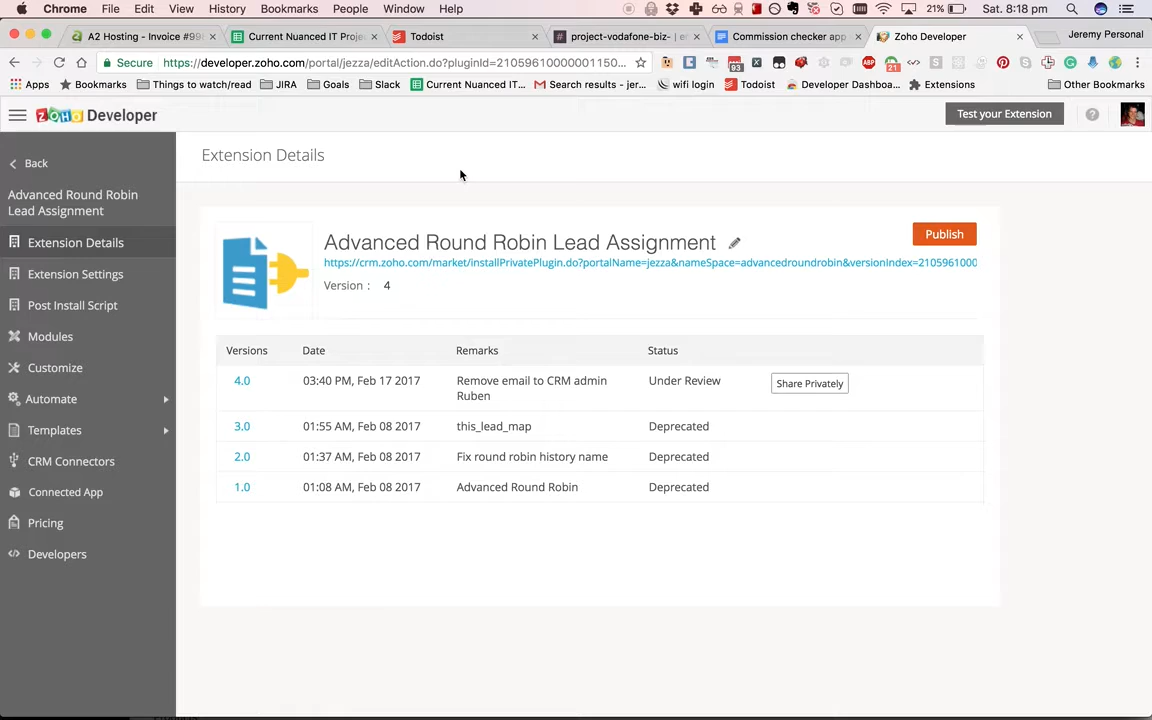 Chrome File Edit View History Bookmarks People Window Help 21% Sat. 8:18 pm
A2 Hosting - Invoice #99 Current Nuanced IT Proje Todoist project-vodafone-biz- | Commission checker app Zoho Developer Jeremy Personal
Secure https://developer.zoho.com/portal/jezza/editAction.do?pluginId=21059610000001150... 93 ABP 21
Apps Bookmarks Things to watch/read JIRA Goals Slack Current Nuanced IT... Search results - jer... wifi login Todoist Developer Dashboa... Extensions Other Bookmarks
ZOHO Developer Test your Extension ?
Back
Extension Details
Advanced Round Robin
Lead Assignment
Extension Details
Extension Settings
Post Install Script
Modules
Customize
Automate
Templates
CRM Connectors
Connected App
Pricing
Developers
Advanced Round Robin Lead Assignment Publish
https://crm.zoho.com/market/installPrivatePlugin.do?portalName=jezza&nameSpace=advancedroundrobin&versionIndex=2105961000
Version : 4
Versions Date Remarks Status
4.0 03:40 PM, Feb 17 2017 Remove email to CRM admin Under Review Share Privately
Ruben
3.0 01:55 AM, Feb 08 2017 this_lead_map Deprecated
2.0 01:37 AM, Feb 08 2017 Fix round robin history name Deprecated
1.0 01:08 AM, Feb 08 2017 Advanced Round Robin Deprecated